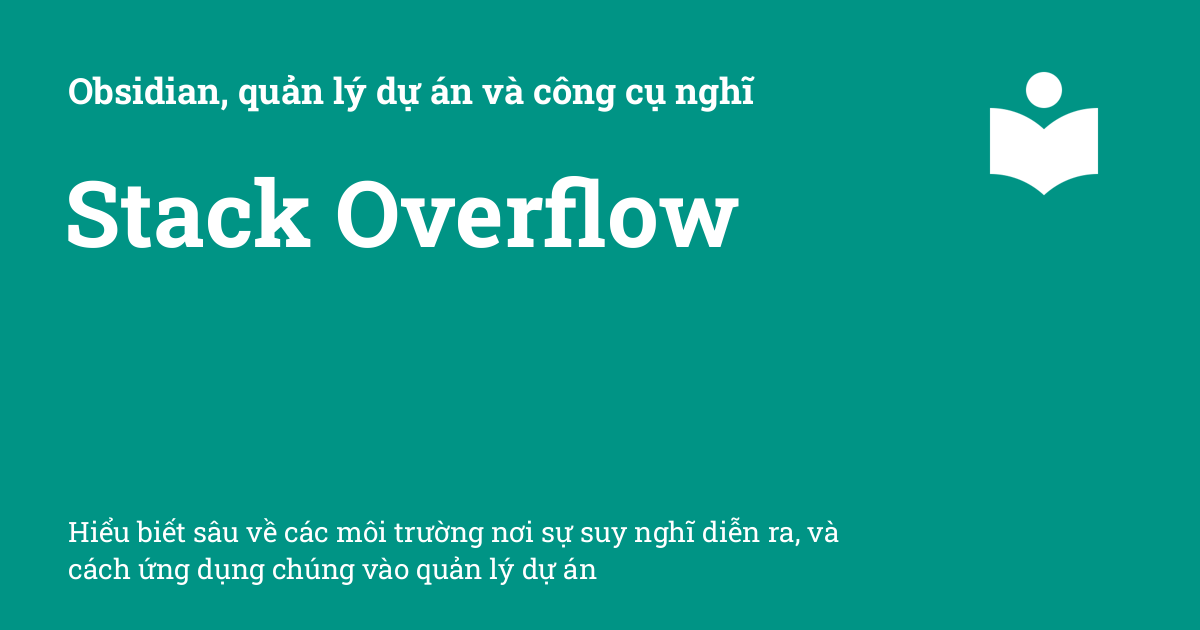 Obsidian, quản lý dự án và công cụ nghĩ
Stack Overflow
Hiểu biết sâu về các môi trường nơi sự suy nghĩ diễn ra, và
cách ứng dụng chúng vào quản lý dự án